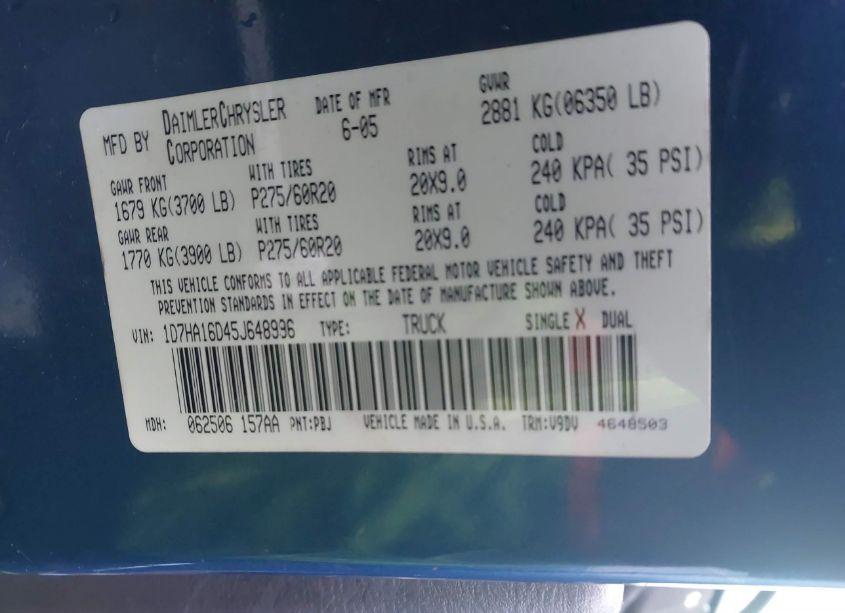 MFD BY DAIMLERCHRYSLER CORPORATION DATE OF MFR 6-05 GVWR 2881 KG(06350 LB)
GAWR FRONT WITH TIRES RIMS AT COLD
1679 KG(3700 LB) P275/60R20 20X9.0 240 KPA( 35 PSI)
GAWR REAR WITH TIRES RIMS AT COLD
1770 KG(3900 LB) P275/60R20 20X9.0 240 KPA( 35 PSI)
THIS VEHICLE CONFORMS TO ALL APPLICABLE FEDERAL MOTOR VEHICLE SAFETY AND THEFT
PREVENTION STANDARDS IN EFFECT ON THE DATE OF MANUFACTURE SHOWN ABOVE.
VIN: 1D7HA16D45J648996 TYPE: TRUCK SINGLE X DUAL
MDH: 062506 157AA PNT:PBJ VEHICLE MADE IN U.S.A. TRM:V9DV 4648503